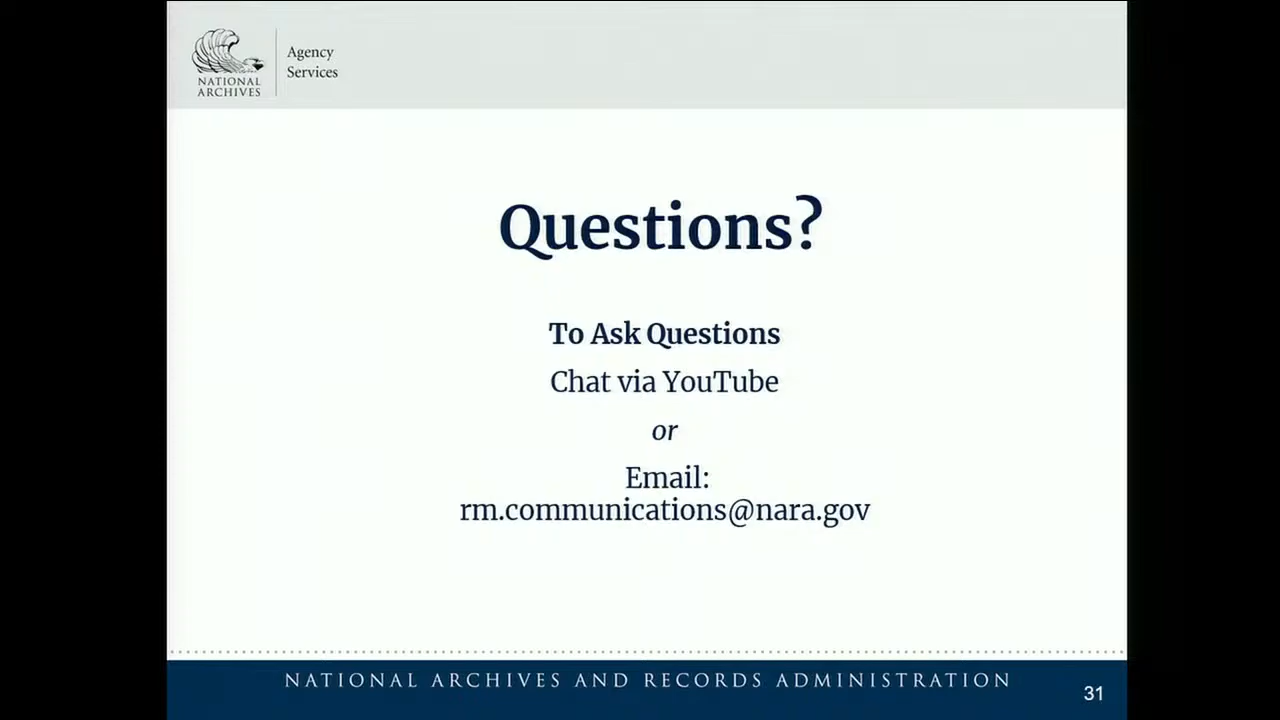 NATIONAL
ARCHIVES
Agency
Services
Questions?
To Ask Questions
Chat via YouTube
or
Email:
rm.communications@nara.gov
NATIONAL ARCHIVES AND RECORDS ADMINISTRATION
31